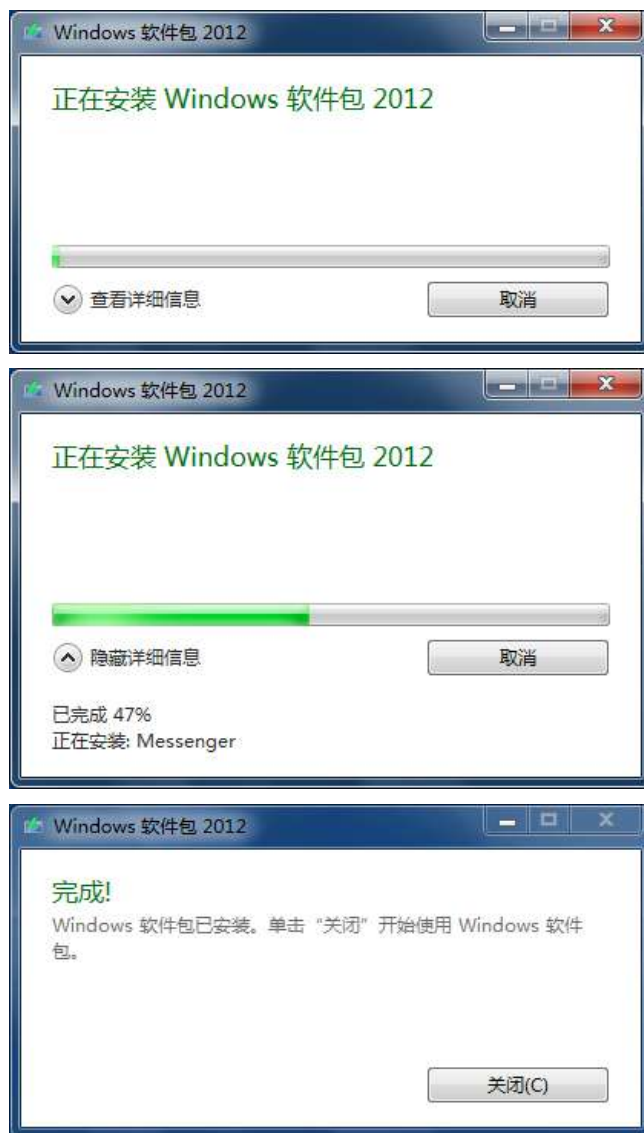 Windows 软件包 2012
正在安装 Windows 软件包 2012
查看详细信息
取消
Windows 软件包 2012
正在安装 Windows 软件包 2012
隐藏详细信息
取消
已完成 47%
正在安装: Messenger
Windows 软件包 2012
完成!
Windows 软件包已安装。单击“关闭”开始使用 Windows 软件
包。
关闭(C)